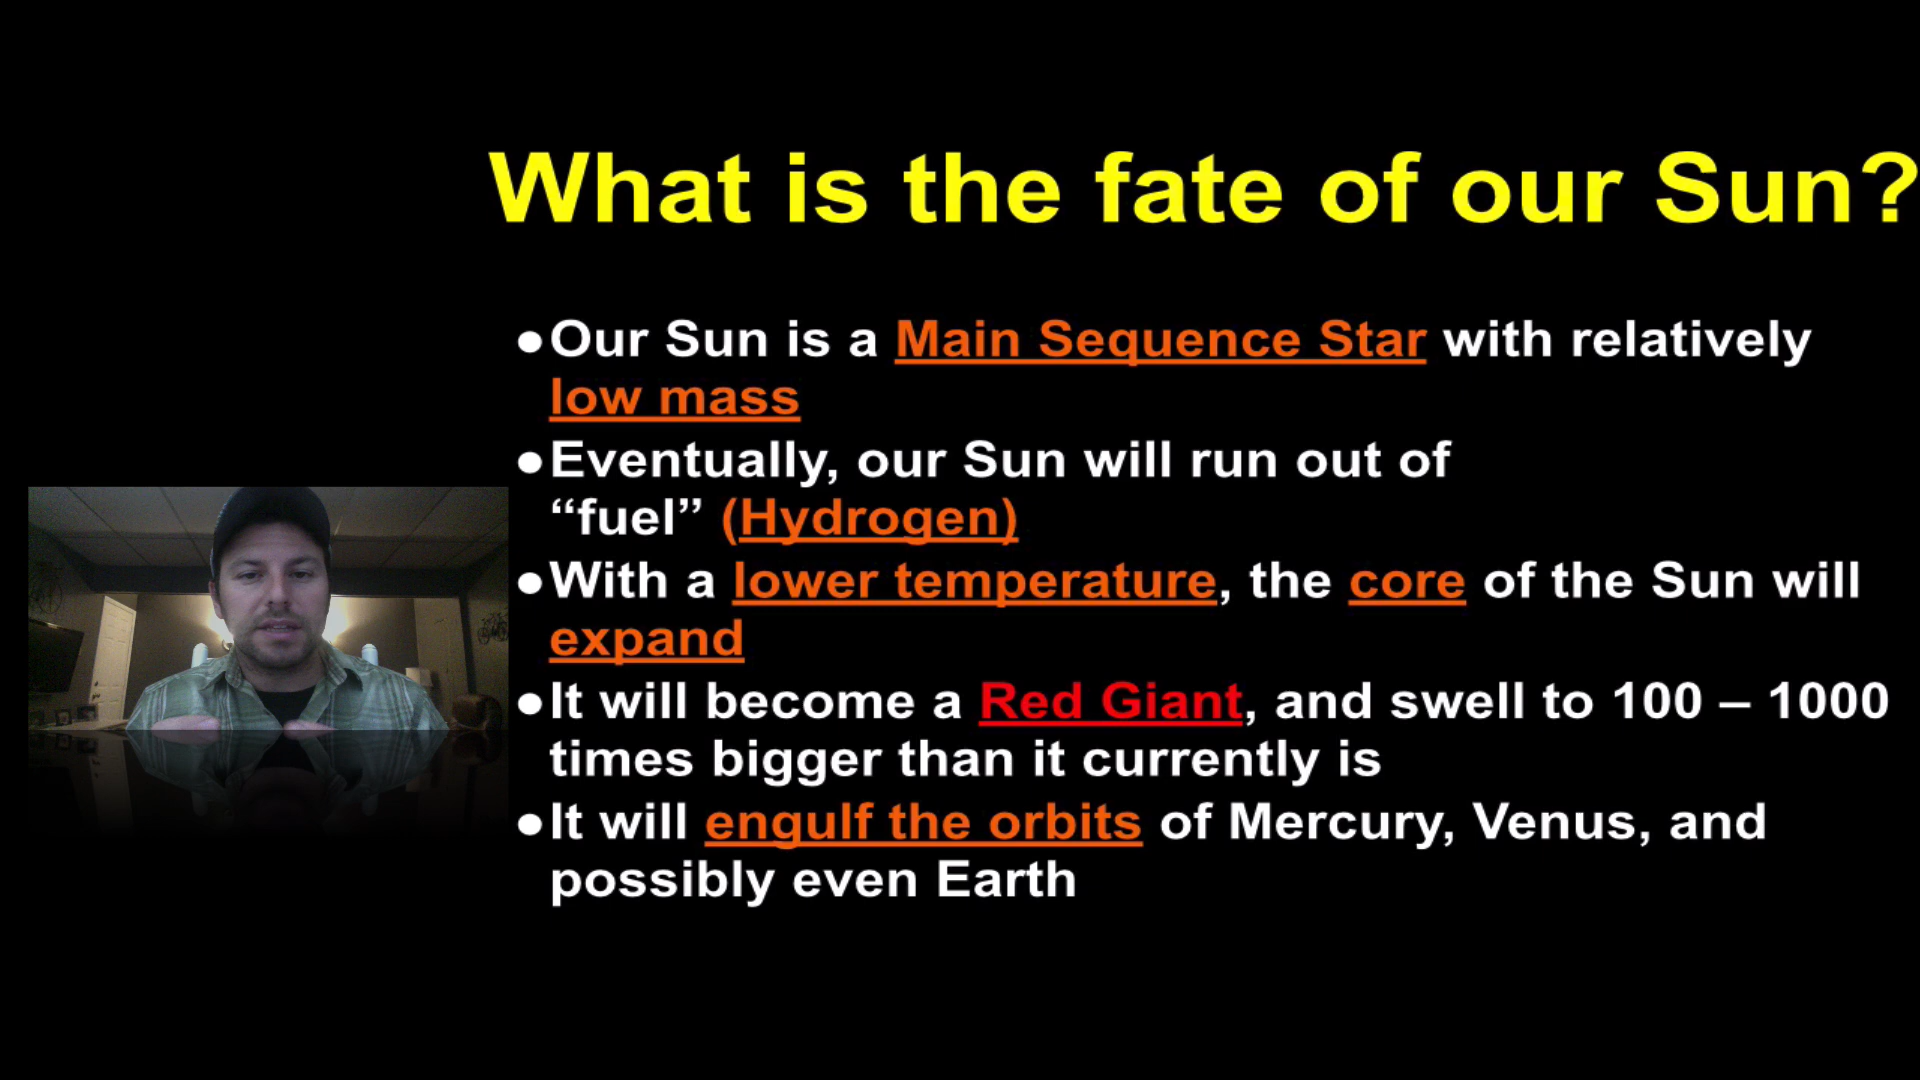 What is the fate of our Sun?
●Our Sun is a Main Sequence Star with relatively
low mass
●Eventually, our Sun will run out of
“fuel” (Hydrogen)
●With a lower temperature, the core of the Sun will
expand
●It will become a Red Giant, and swell to 100 – 1000
times bigger than it currently is
●It will engulf the orbits of Mercury, Venus, and
possibly even Earth